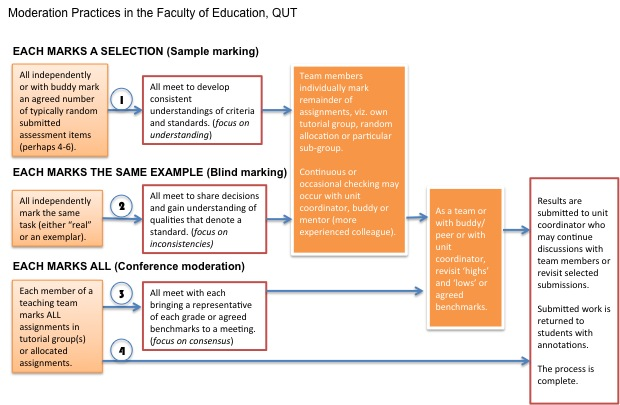 Moderation Practices in the Faculty of Education, QUT
EACH MARKS A SELECTION (Sample marking)
All independently
or with buddy mark
an agreed number
of typically random
submitted
assessment items
(perhaps 4-6).
1
All meet to develop
consistent
understandings of criteria
and standards. (focus on
understanding)
Team members
individually mark
remainder of
assignments, viz. own
tutorial group, random
allocation or particular
sub-group.
Continuous or
occasional checking may
occur with unit
coordinator, buddy or
mentor (more
experienced colleague).
EACH MARKS THE SAME EXAMPLE (Blind marking)
All independently
mark the same
task (either “real”
or an exemplar).
2
All meet to share decisions
and gain understanding of
qualities that denote a
standard. (focus on
inconsistencies)
As a team or
with buddy/
peer or with
unit
coordinator,
revisit ‘highs’
and ‘lows’ or
agreed
benchmarks.
Results are
submitted to unit
coordinator who
may continue
discussions with
team members or
revisit selected
submissions.
Submitted work is
returned to
students with
annotations.
The process is
complete.
EACH MARKS ALL (Conference moderation)
Each member of a
teaching team
marks ALL
assignments in
tutorial group(s)
or allocated
assignments.
3
All meet with each
bringing a representative
of each grade or agreed
benchmarks to a meeting.
(focus on consensus)
4